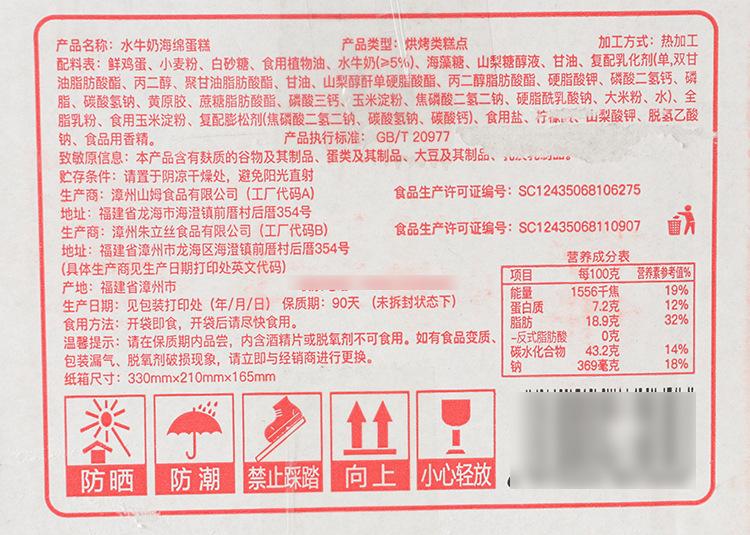 产品名称：水牛奶海绵蛋糕 产品类型：烘烤类糕点 加工方式：热加工
配料表：鲜鸡蛋、小麦粉、白砂糖、食用植物油、水牛奶(≥5%)、海藻糖、山梨糖醇液、甘油、复配乳化剂(单,双甘
油脂肪酸酯、丙二醇、聚甘油脂肪酸酯、甘油、山梨醇酐单硬脂酸酯、丙二醇脂肪酸酯、硬脂酸钾、磷酸二氢钙、磷
脂、碳酸氢钠、黄原胶、蔗糖脂肪酸酯、磷酸三钙、玉米淀粉、焦磷酸二氢二钠、硬脂酰乳酸钠、大米粉、水)、全
脂乳粉、食用玉米淀粉、复配膨松剂(焦磷酸二氢二钠、碳酸氢钠、碳酸钙)、食用盐、山梨酸钾、脱氢乙酸
钠、食品用香精。 产品执行标准：GB/T 20977
致敏原信息：本产品含有麸质的谷物及其制品、蛋类及其制品、大豆及其制品、
贮存条件：请置于阴凉干燥处，避免阳光直射
生产商：漳州山姆食品有限公司（工厂代码A） 食品生产许可证编号：SC12435068106275
地址：福建省龙海市海澄镇前厝村后厝354号
生产商：漳州朱立丝食品有限公司（工厂代码B） 食品生产许可证编号：SC12435068110907
地址：福建省漳州市龙海区海澄镇前厝村后厝354号
(具体生产商见生产日期打印处英文代码)
产地：福建省漳州市
生产日期：见包装打印处（年/月/日） 保质期：90天 （未拆封状态下）
食用方法：开袋即食，开袋后请尽快食用。
温馨提示：请在保质期内品尝，内含酒精片或脱氧剂不可食用。如有食品变质、
包装漏气、脱氧剂破损现象，请立即与经销商进行更换。
纸箱尺寸：330mm×210mm×165mm
营养成分表
项目 每100克 营养素参考值%
能量 1556千焦 19%
蛋白质 7.2克 12%
脂肪 18.9克 32%
-反式脂肪酸 0克
碳水化合物 43.2克 14%
钠 369毫克 18%
防晒 防潮 禁止踩踏 向上 小心轻放